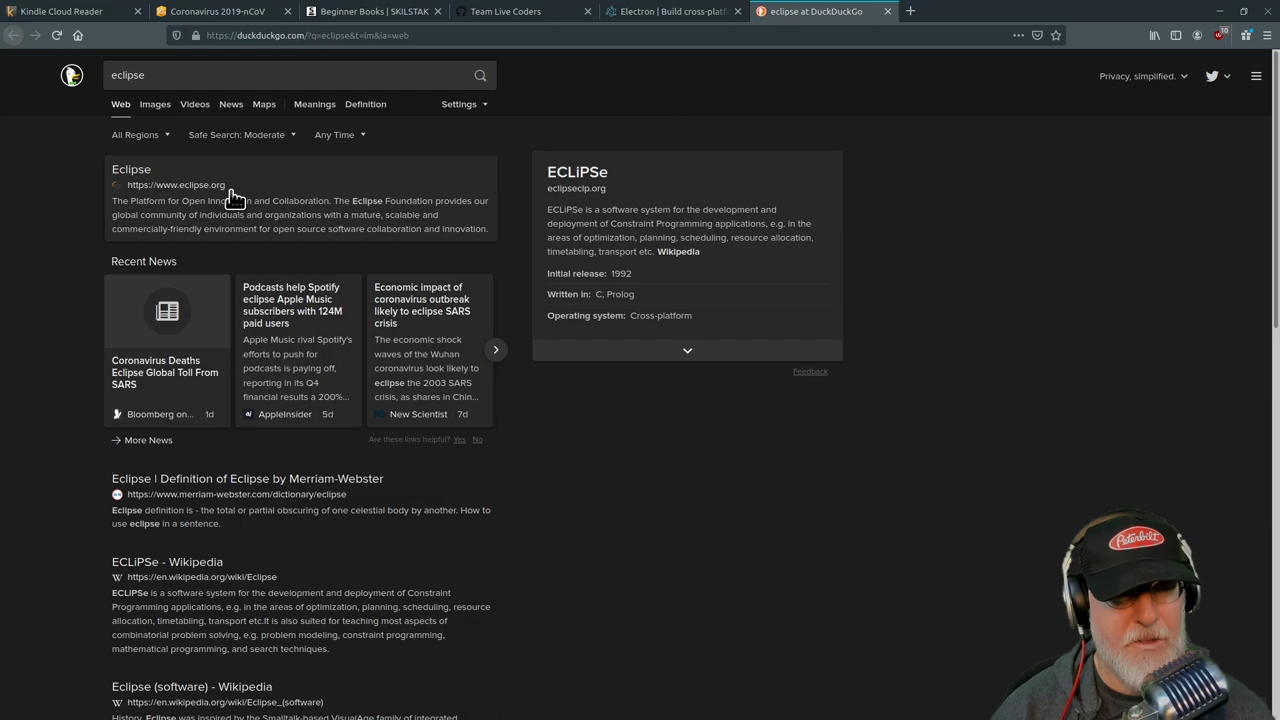 Kindle Cloud Reader
Coronavirus 2019-nCoV
Beginner Books | SKILSTAK
Team Live Coders
Electron | Build cross-platf
eclipse at DuckDuckGo
https://duckduckgo.com/?q=eclipse&t=lm&ia=web
10
eclipse
Privacy, simplified.
Web Images Videos News Maps Meanings Definition Settings
All Regions Safe Search: Moderate Any Time
Eclipse
https://www.eclipse.org
The Platform for Open and Collaboration. The Eclipse Foundation provides our
global community of individuals and organizations with a mature, scalable and
commercially-friendly environment for open source software collaboration and innovation.
Recent News
Coronavirus Deaths
Eclipse Global Toll From
SARS
Bloomberg on... 1d
Podcasts help Spotify
eclipse Apple Music
subscribers with 124M
paid users
Apple Music rival Spotify's
efforts to push for
podcasts is paying off,
reporting in its Q4
financial results a 200%...
AppleInsider 5d
Economic impact of
coronavirus outbreak
likely to eclipse SARS
crisis
The economic shock
waves of the Wuhan
coronavirus look likely to
eclipse the 2003 SARS
crisis, as shares in Chin...
New Scientist 7d
More News
Are these links helpful? Yes No
Eclipse | Definition of Eclipse by Merriam-Webster
https://www.merriam-webster.com/dictionary/eclipse
Eclipse definition is - the total or partial obscuring of one celestial body by another. How to
use eclipse in a sentence.
ECLiPSe - Wikipedia
https://en.wikipedia.org/wiki/Eclipse
ECLiPSe is a software system for the development and deployment of Constraint
Programming applications, e.g. in the areas of optimization, planning, scheduling, resource
allocation, timetabling, transport etc.It is also suited for teaching most aspects of
combinatorial problem solving, e.g. problem modeling, constraint programming,
mathematical programming, and search techniques.
Eclipse (software) - Wikipedia
https://en.wikipedia.org/wiki/Eclipse_(software)
History. Eclipse was inspired by the Smalltalk-based VisualAge family of integrated
ECLiPSe
eclipseclp.org
ECLiPSe is a software system for the development and
deployment of Constraint Programming applications, e.g. in the
areas of optimization, planning, scheduling, resource allocation,
timetabling, transport etc. Wikipedia
Initial release: 1992
Written in: C, Prolog
Operating system: Cross-platform
Feedback
Peterbilt